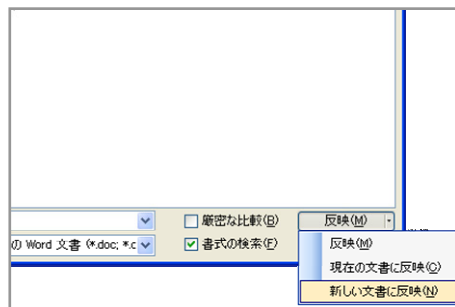 厳密な比較(B)
反映(M)
の Word 文書 (*.doc; *.c
書式の検索(F)
反映(M)
現在の文書に反映(C)
新しい文書に反映(N)